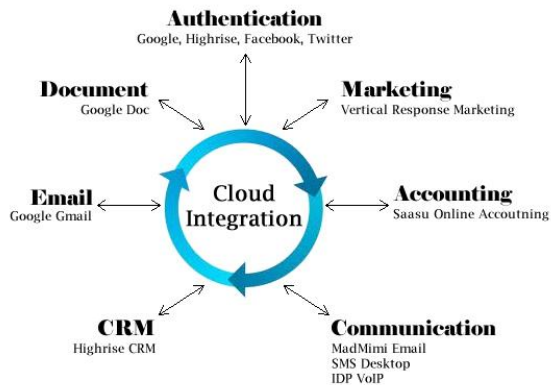 Authentication
Google, Highrise, Facebook, Twitter
Document
Google Doc
Marketing
Vertical Response Marketing
Email
Google Gmail
Cloud
Integration
Accounting
Saasu Online Accoutning
CRM
Highrise CRM
Communication
MadMimi Email
SMS Desktop
IDP VoIP